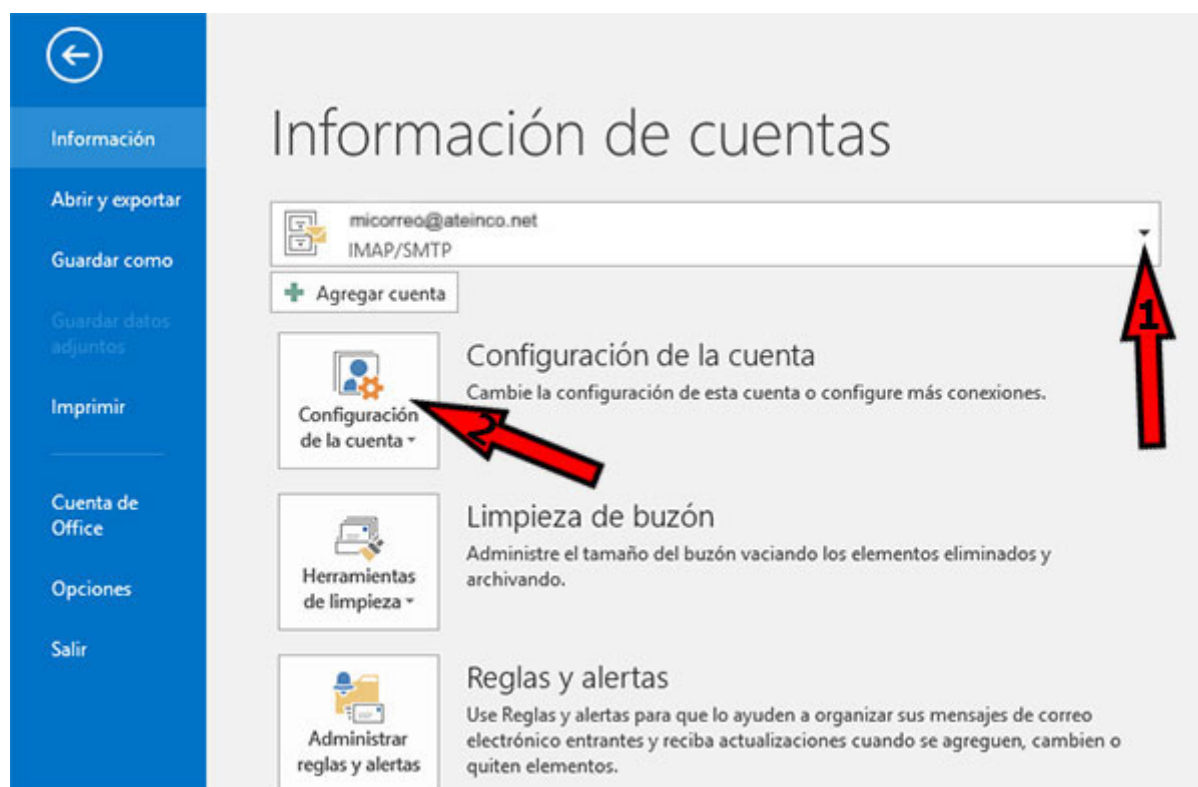 Información
Abrir y exportar
Guardar como
Guardar datos
adjuntos
Imprimir
Cuenta de
Office
Opciones
Salir
Información de cuentas
micorreo@ateinco.net
IMAP/SMTP
Agregar cuenta
1
Configuración
de la cuenta
Configuración de la cuenta
Cambie la configuración de esta cuenta o configure más conexiones.
2
Herramientas
de limpieza
Limpieza de buzón
Administre el tamaño del buzón vaciando los elementos eliminados y
archivando.
Administrar
reglas y alertas
Reglas y alertas
Use Reglas y alertas para que lo ayuden a organizar sus mensajes de correo
electrónico entrantes y reciba actualizaciones cuando se agreguen, cambien o
quiten elementos.